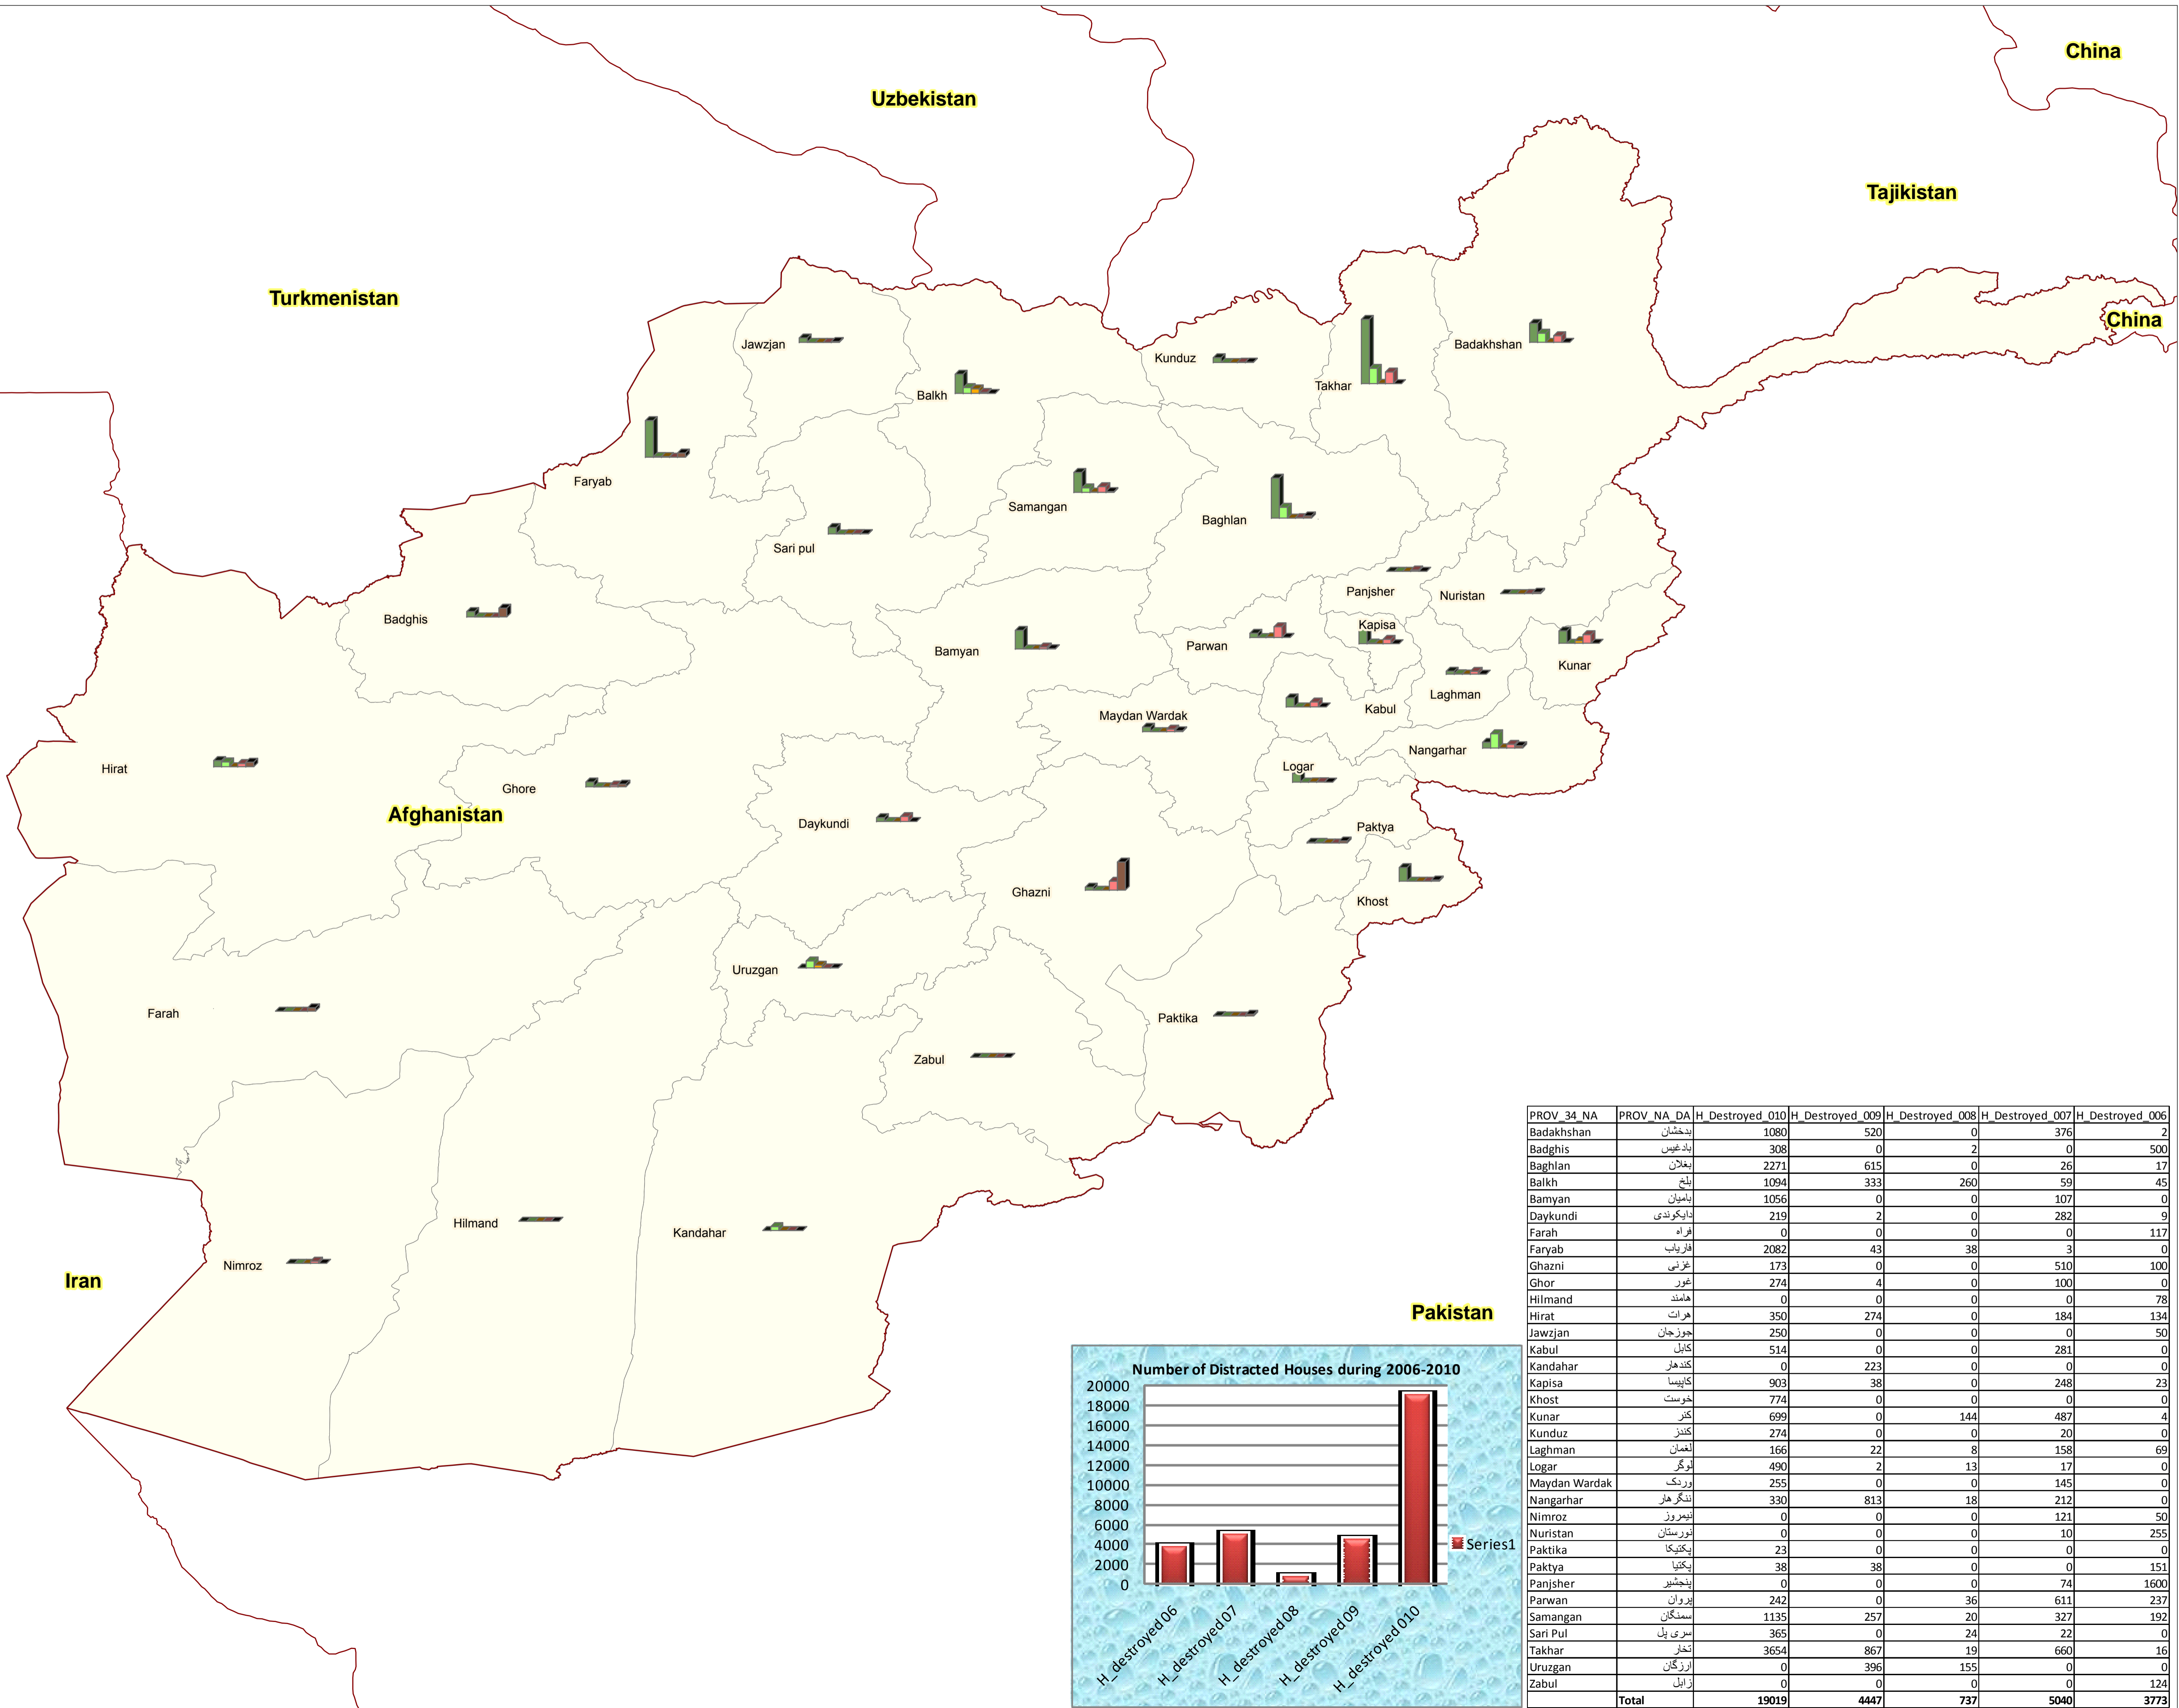 China
Uzbekistan
Tajikistan
Turkmenistan
China
Jawzjan
Kunduz
Badakhshan
Takhar
Balkh
Faryab
Samangan
Baghlan
Sari pul
Panjsher
Nuristan
Badghis
Kapisa
Parwan
Bamyan
Kunar
Laghman
Kabul
Maydan Wardak
Nangarhar
Hirat
Logar
Ghore
Afghanistan
Daykundi
Paktya
Ghazni
Khost
Uruzgan
Farah
Paktika
Zabul
Hilmand
Kandahar
Nimroz
Iran
Pakistan
Number of Distracted Houses during 2006-2010
20000
18000
16000
14000
12000
10000
8000
6000
4000
2000
0
H_destroyed 06
H_destroyed 07
H_destroyed 08
H_destroyed 09
H_destroyed 010
Series1
PROV_34_NA PROV_NA_DA H_Destroyed_010 H_Destroyed_009 H_Destroyed_008 H_Destroyed_007 H_Destroyed_006
Badakhshan بدخشان 1080 520 0 376 2
Badghis بادغیس 308 0 2 0 500
Baghlan بغلان 2271 615 0 26 17
Balkh بلخ 1094 333 260 59 45
Bamyan بامیان 1056 0 0 107 0
Daykundi دایکوندی 219 2 0 282 9
Farah فراه 0 0 0 0 117
Faryab فاریاب 2082 43 38 3 0
Ghazni غزنی 173 0 0 510 100
Ghor غور 274 4 0 100 0
Hilmand هامند 0 0 0 0 78
Hirat هرات 350 274 0 184 134
Jawzjan جوزجان 250 0 0 0 50
Kabul کابل 514 0 0 281 0
Kandahar کندهار 0 223 0 0 0
Kapisa کاپیسا 903 38 0 248 23
Khost خوست 774 0 0 0 0
Kunar کنر 699 0 144 487 4
Kunduz کندز 274 0 0 20 0
Laghman لغمان 166 22 8 158 69
Logar لوگر 490 2 13 17 0
Maydan Wardak وردک 255 0 0 145 0
Nangarhar ننگرهار 330 813 18 212 0
Nimroz نیمروز 0 0 0 121 50
Nuristan نورستان 0 0 0 10 255
Paktika پکتیکا 23 0 0 0 0
Paktya پکتیا 38 38 0 0 151
Panjsher پنجشیر 0 0 0 74 1600
Parwan پروان 242 0 36 611 237
Samangan سمنگان 1135 257 20 327 192
Sari Pul سری پل 365 0 24 22 0
Takhar تخار 3654 867 19 660 16
Uruzgan ارزگان 0 396 155 0 0
Zabul زابل 0 0 0 0 124
Total 19019 4447 737 5040 3773